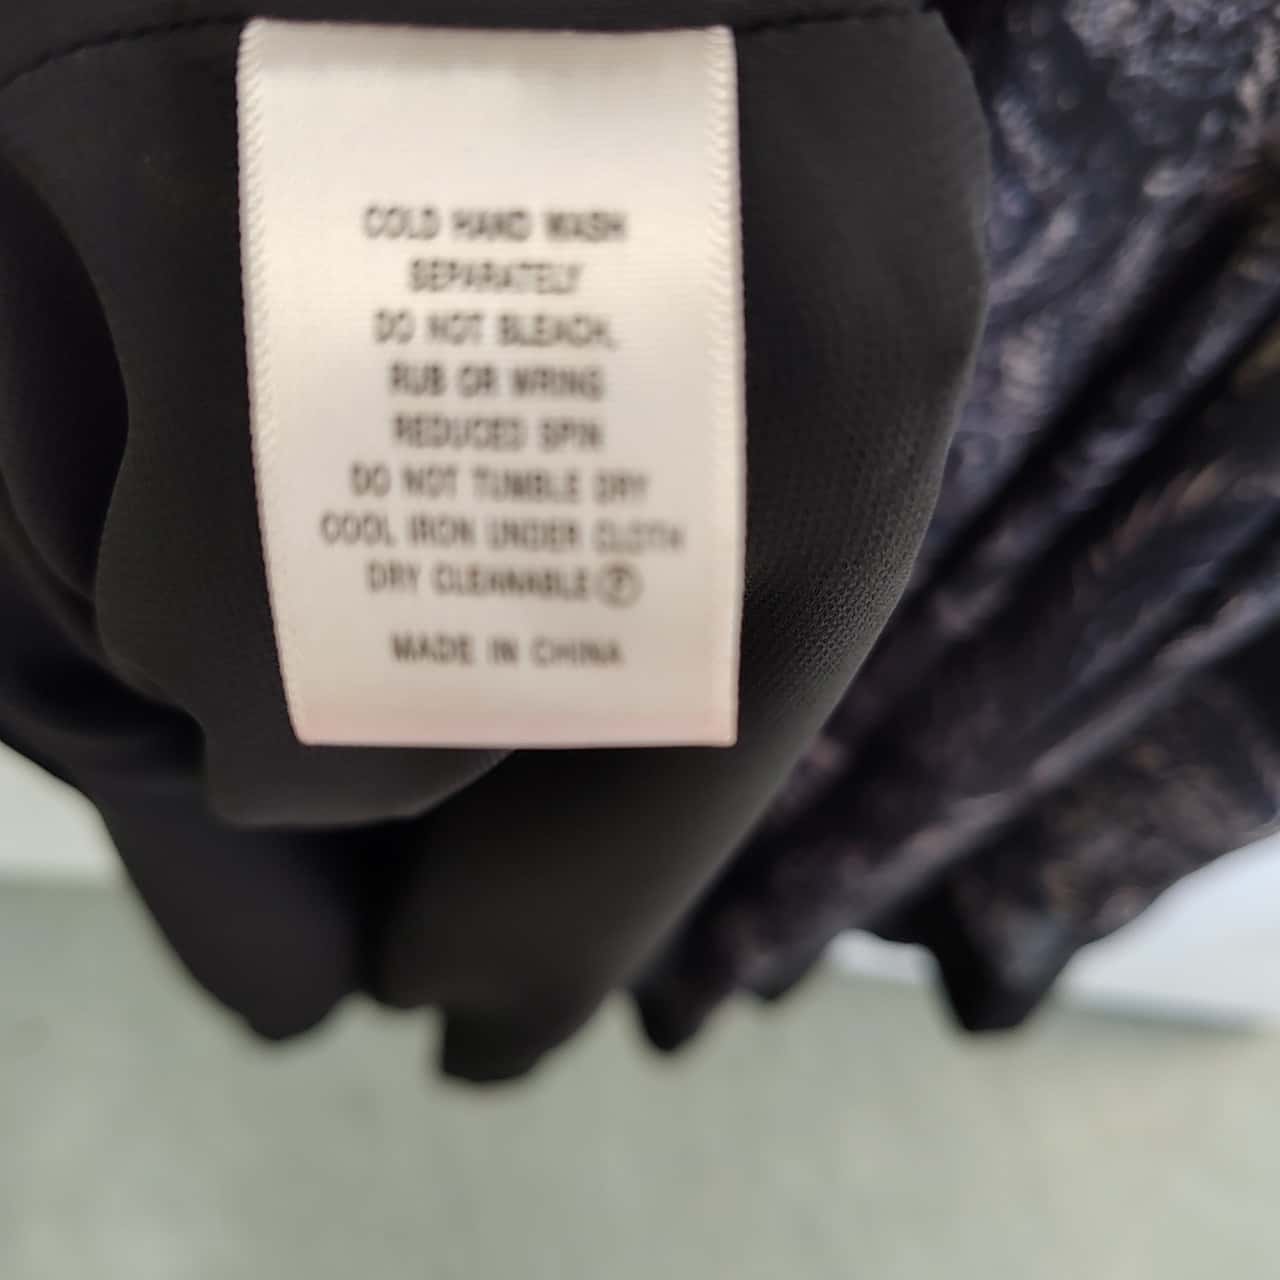 COLD HAND WASH
SEPARATELY
DO NOT BLEACH,
RUB OR WRING
REDUCED SPIN
DO NOT TUMBLE DRY
COOL IRON UNDER CLOTH
DRY CLEANABLE Ⓟ
MADE IN CHINA